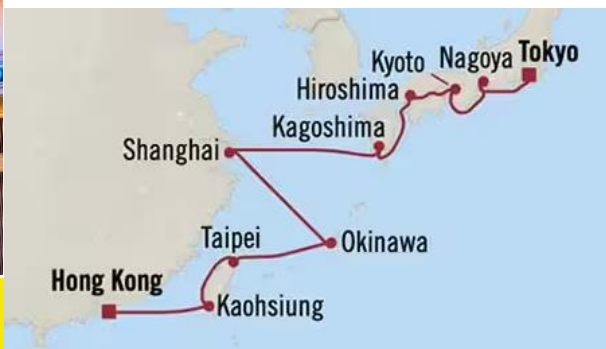 Kyoto
Nagoya
Tokyo
Hiroshima
Kagoshima
Shanghai
Taipei
Okinawa
Hong Kong
Kaohsiung